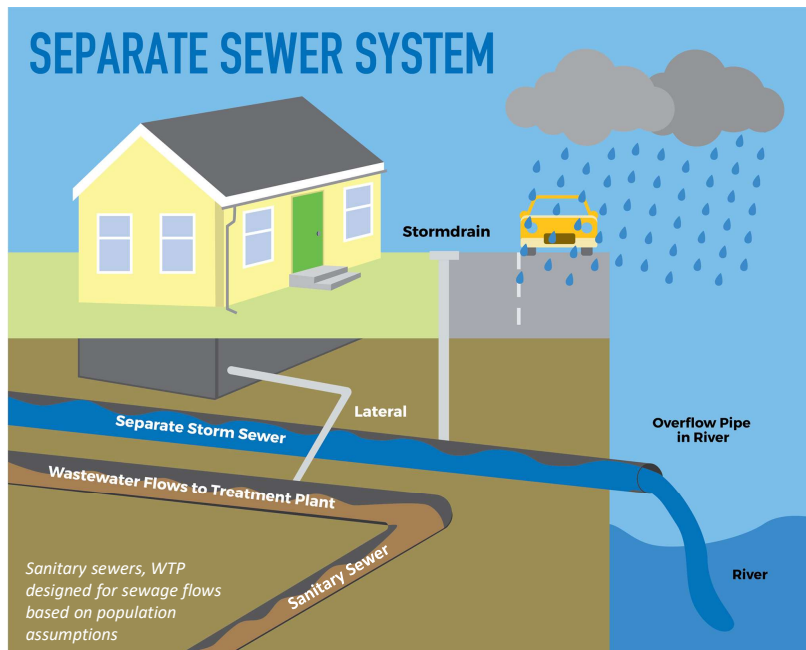 SEPARATE SEWER SYSTEM
Stormdrain
Lateral
Separate Storm Sewer
Overflow Pipe
in River
Wastewater Flows to Treatment Plant
Sanitary Sewer
River
Sanitary sewers, WTP
designed for sewage flows
based on population
assumptions